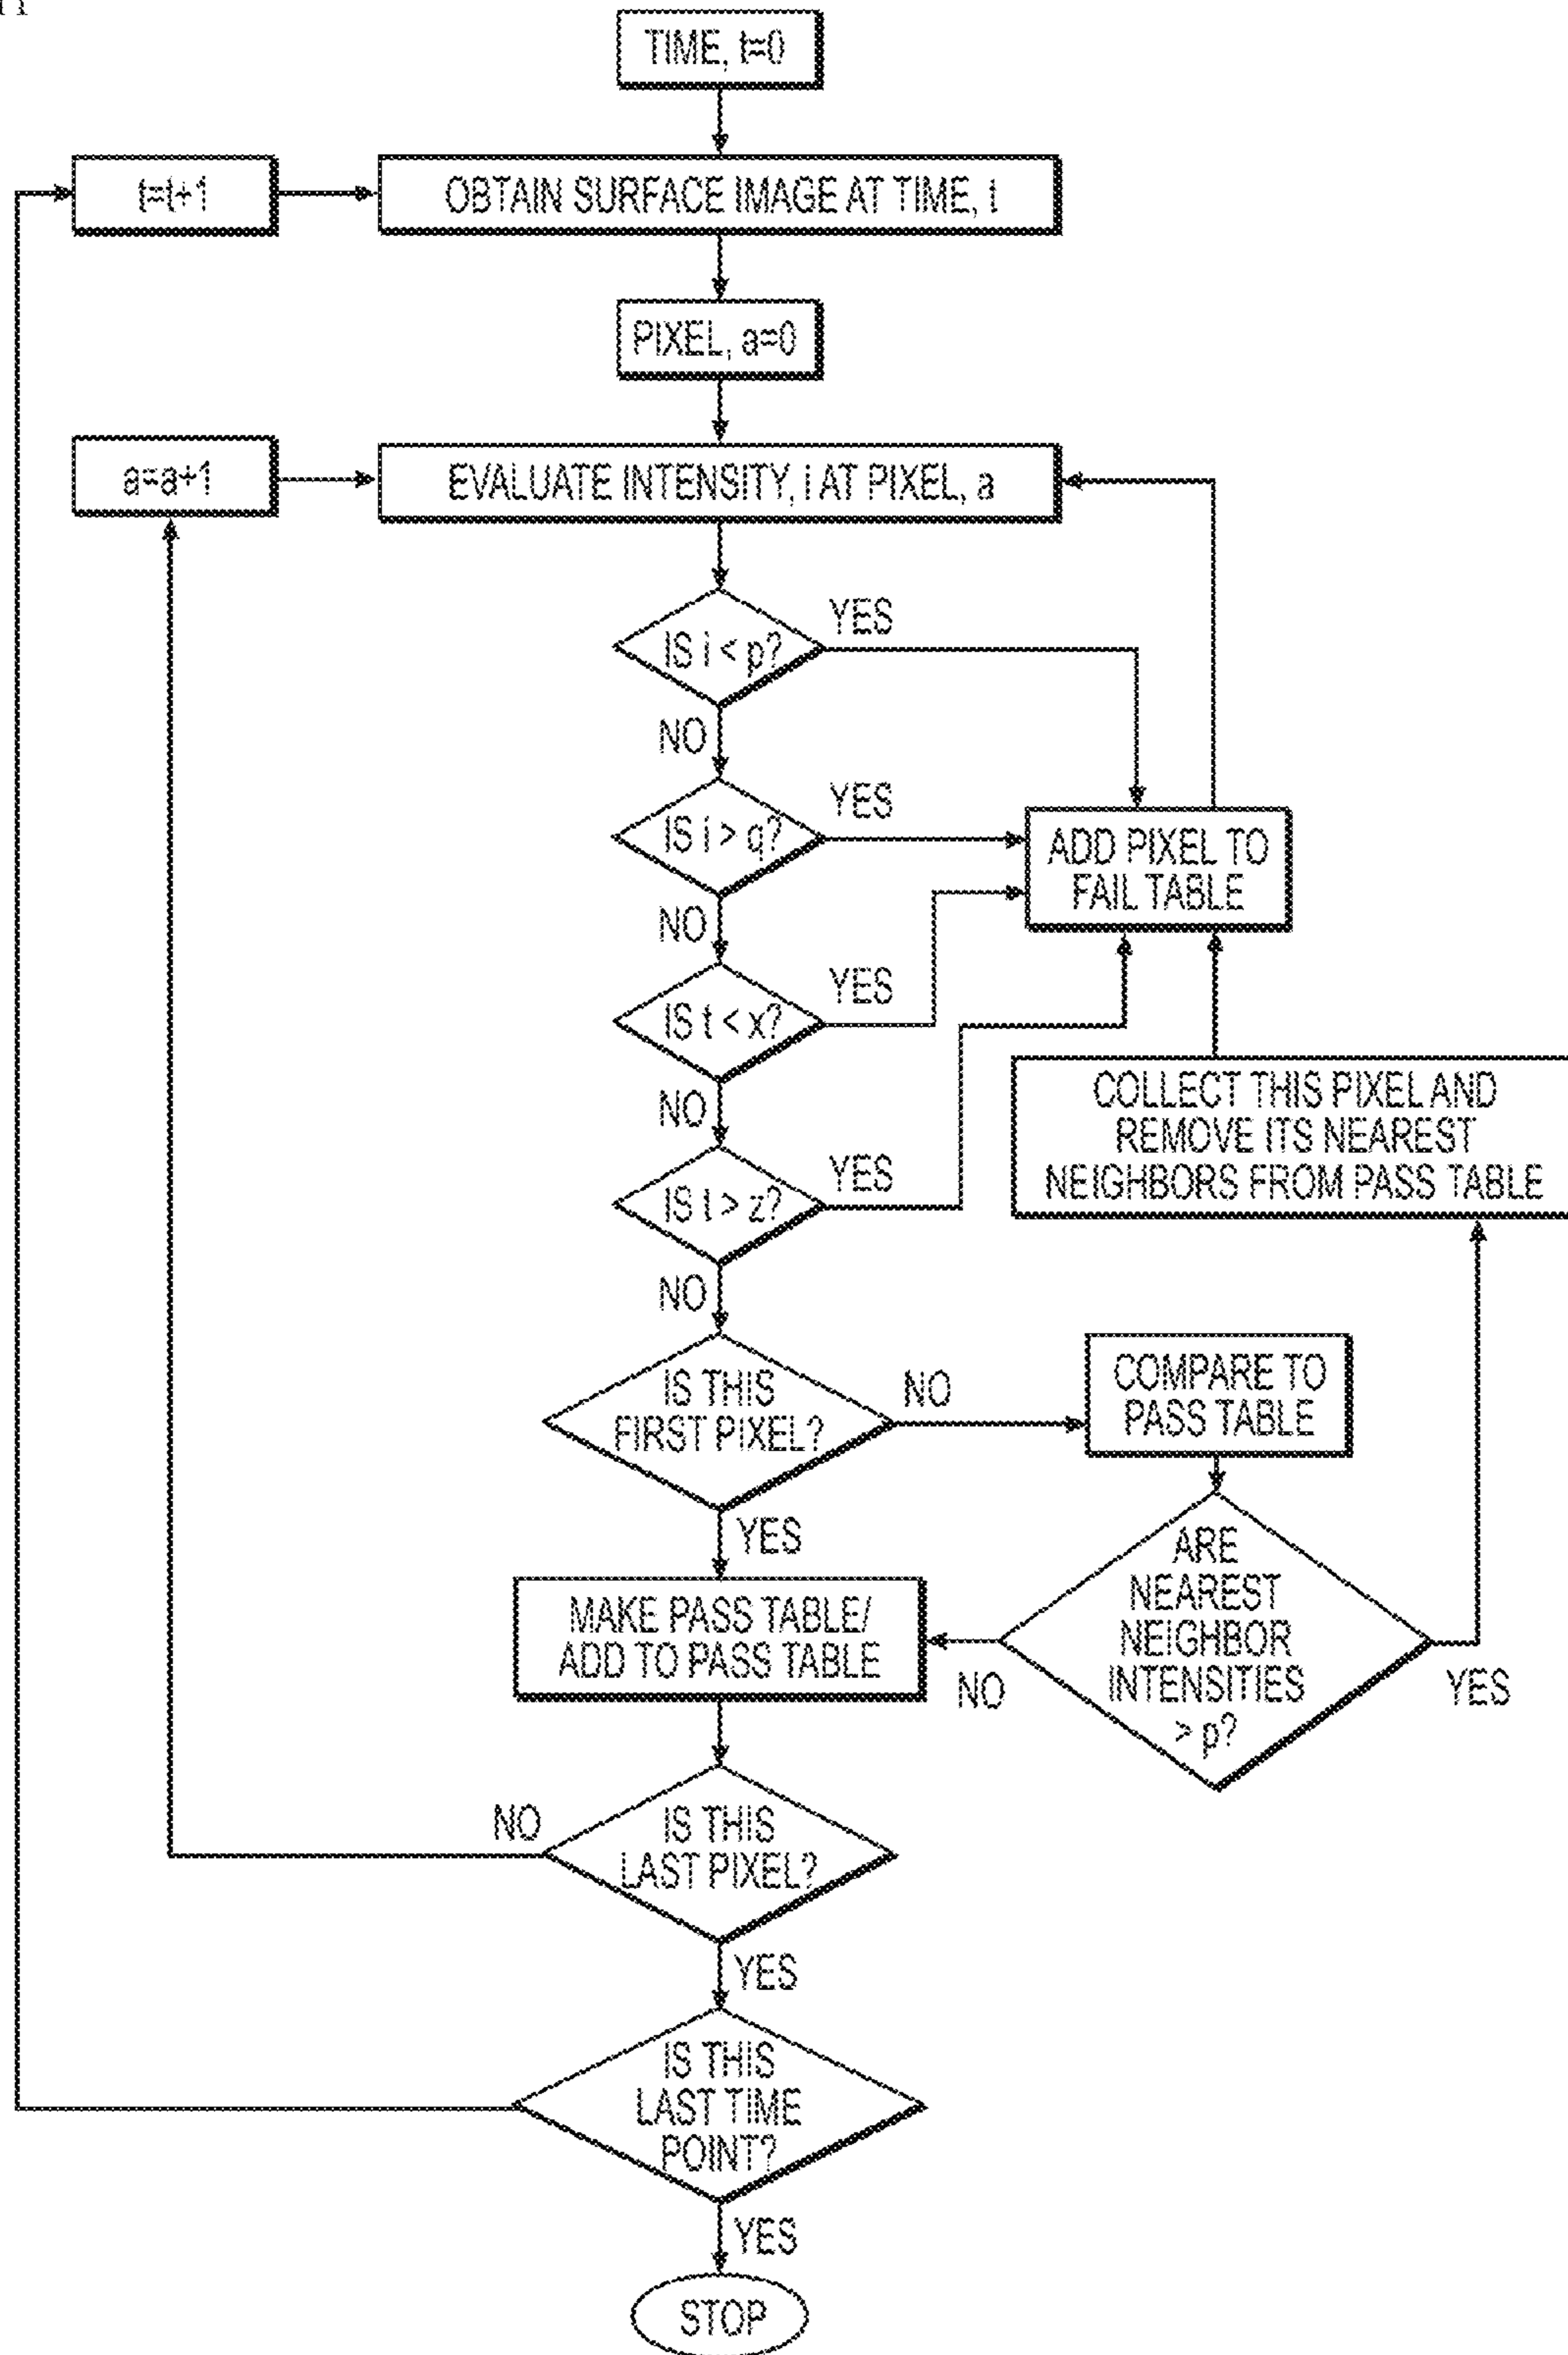 TIME, t=0
t=t+1
OBTAIN SURFACE IMAGE AT TIME, t
PIXEL, a=0
a=a+1
EVALUATE INTENSITY, i AT PIXEL, a
IS i < p?
YES
NO
IS i > q?
YES
ADD PIXEL TO
FAIL TABLE
NO
IS t < x?
YES
NO
COLLECT THIS PIXEL AND
REMOVE ITS NEAREST
NEIGHBORS FROM PASS TABLE
IS t > z?
YES
NO
IS THIS
FIRST PIXEL?
NO
COMPARE TO
PASS TABLE
YES
ARE
NEAREST
NEIGHBOR
INTENSITIES
> p?
NO
YES
MAKE PASS TABLE/
ADD TO PASS TABLE
NO
IS THIS
LAST PIXEL?
YES
IS THIS
LAST TIME
POINT?
YES
STOP